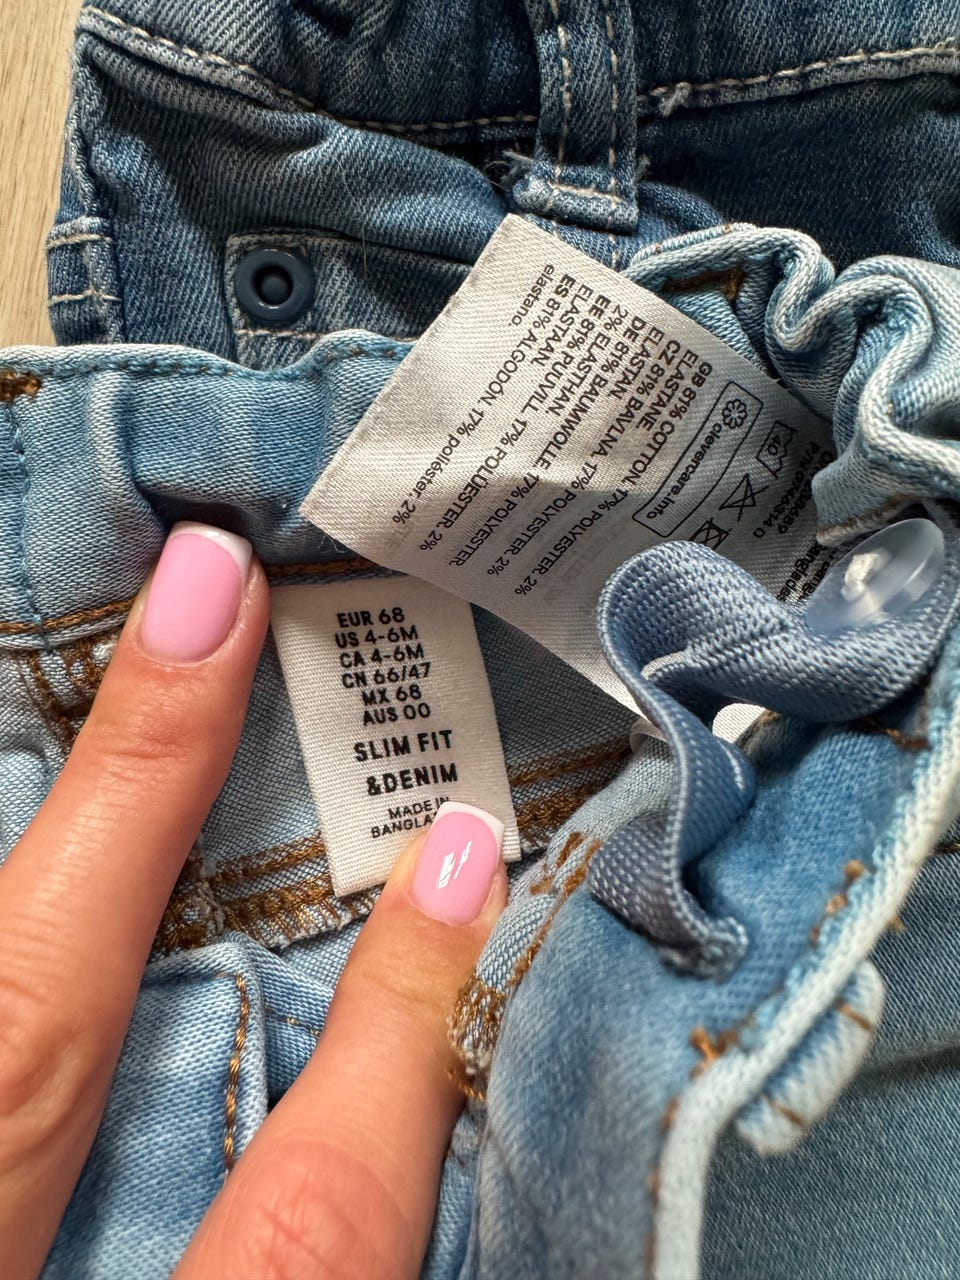 EUR 68
US 4-6M
CA 4-6M
CN 66/47
MX 68
AUS 00
SLIM FIT
&DENIM
MADE IN
40
clevercare.info
GB 81% COTTON, 17% POLYESTER, 2%
ELASTANE
CZ 81% BAVLNA, 17% POLYESTER, 2%
ELASTAN.
DE 81% BAUMWOLLE, 17% POLYESTER,
2% ELASTHAN
EE 81% PUUVILL, 17% POLÜESTER, 2%
ELASTAAN.
ES 81% ALGODÓN, 17% poliéster, 2%
elastano.